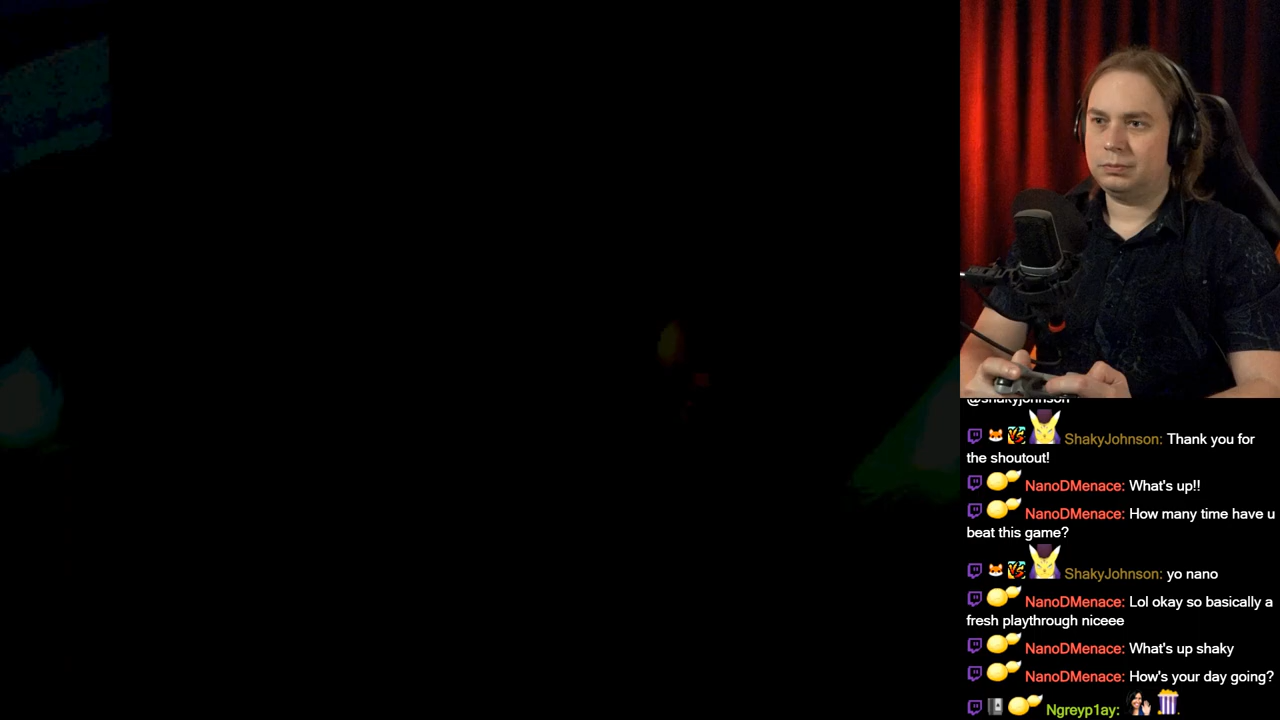 @shakyjohnson
ShakyJohnson: Thank you for
the shoutout!
NanoDMenace: What's up!!
NanoDMenace: How many time have u
beat this game?
ShakyJohnson: yo nano
NanoDMenace: Lol okay so basically a
fresh playthrough niceee
NanoDMenace: What's up shaky
NanoDMenace: How's your day going?
Ngreyp1ay: